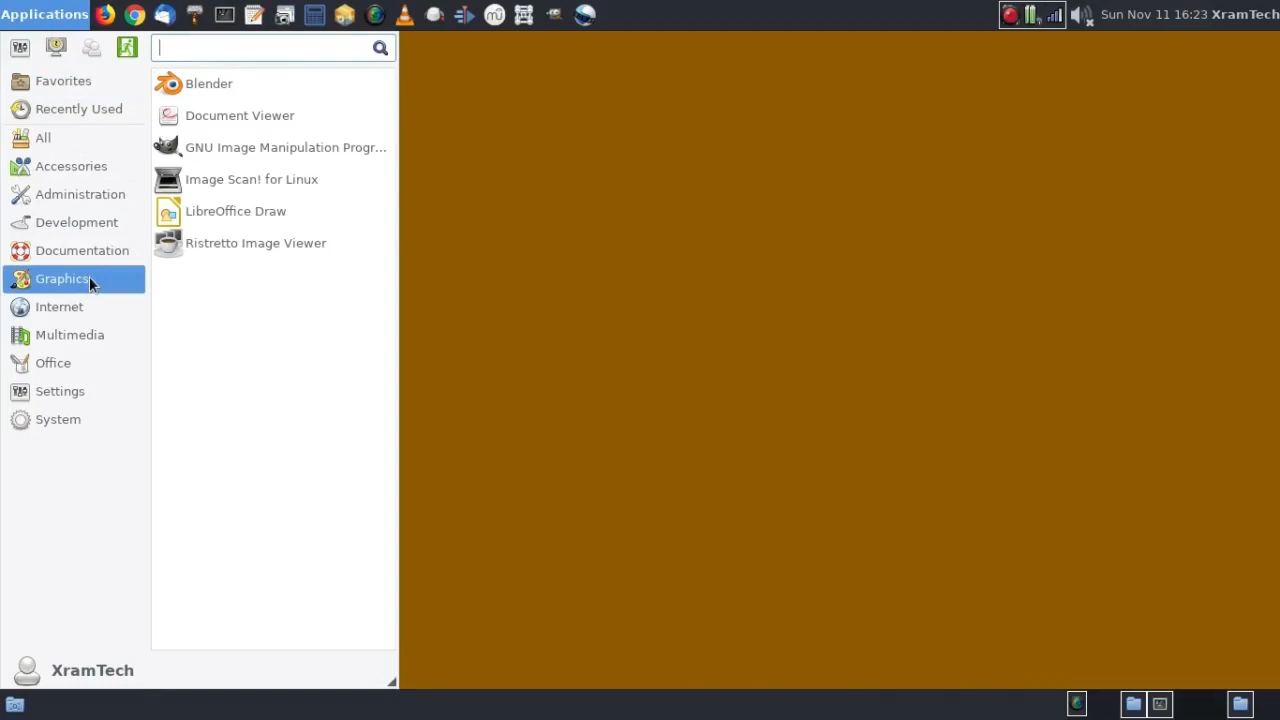 Applications
Sun Nov 11 16:23 XramTech
Favorites
Recently Used
All
Accessories
Administration
Development
Documentation
Graphics
Internet
Multimedia
Office
Settings
System
Blender
Document Viewer
GNU Image Manipulation Progr...
Image Scan! for Linux
LibreOffice Draw
Ristretto Image Viewer
XramTech